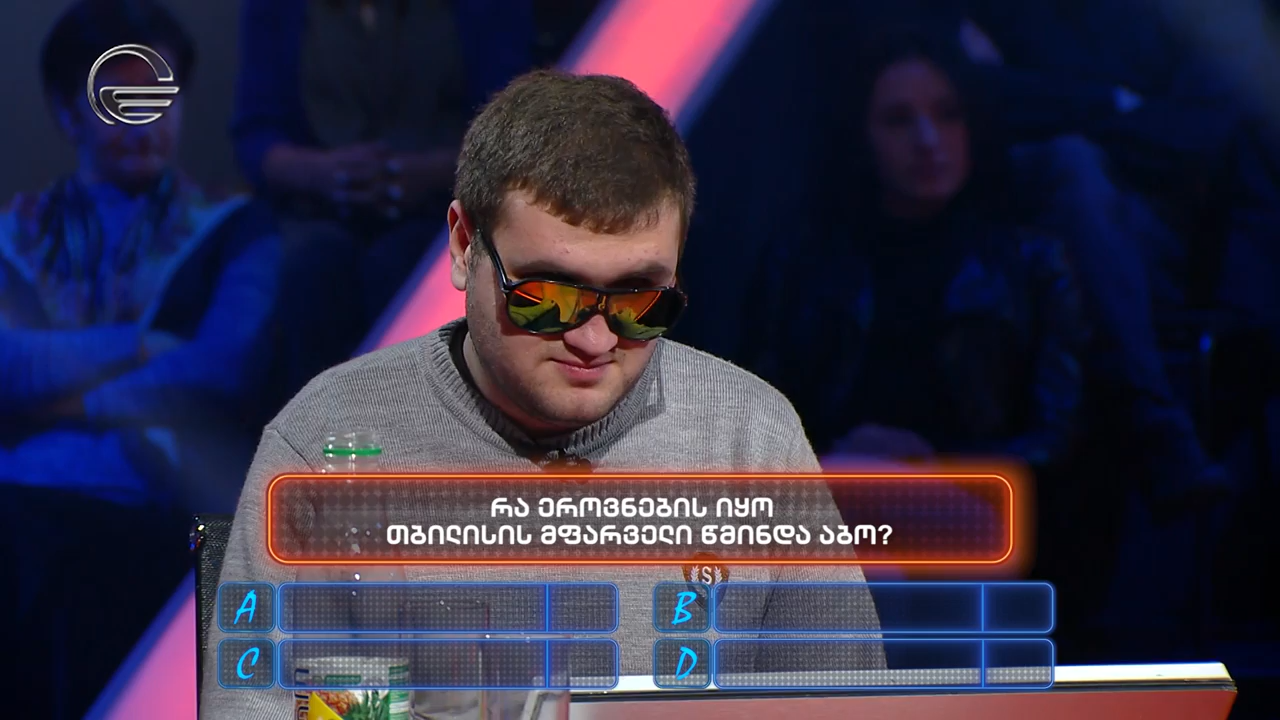 ᲠᲐ ᲔᲠᲝᲕᲜᲔᲑᲘᲡ ᲘᲧᲝ
ᲗᲑᲘᲚᲘᲡᲘᲡ ᲛᲤᲐᲠᲕᲔᲚᲘ ᲬᲛᲘᲜᲓᲐ ᲐᲑᲝ?
S
A
B
C
D